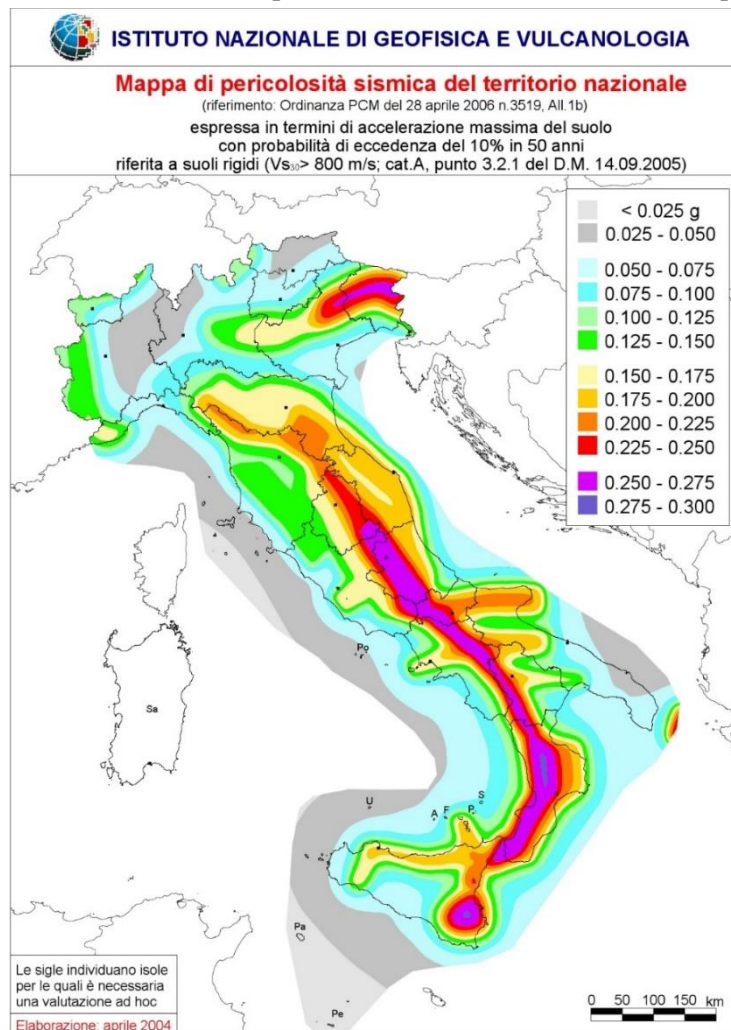 ISTITUTO NAZIONALE DI GEOFISICA E VULCANOLOGIA
Mappa di pericolosità sismica del territorio nazionale
(riferimento: Ordinanza PCM del 28 aprile 2006 n.3519, All.1b)
espressa in termini di accelerazione massima del suolo
con probabilità di eccedenza del 10% in 50 anni
riferita a suoli rigidi (Vs₃₀> 800 m/s; cat.A, punto 3.2.1 del D.M. 14.09.2005)
< 0.025 g
0.025 - 0.050
0.050 - 0.075
0.075 - 0.100
0.100 - 0.125
0.125 - 0.150
0.150 - 0.175
0.175 - 0.200
0.200 - 0.225
0.225 - 0.250
0.250 - 0.275
0.275 - 0.300
Po
Sa
U
A
F
P
S
Pa
Pe
Le sigle individuano isole
per le quali è necessaria
una valutazione ad hoc
Elaborazione: aprile 2004
0 50 100 150 km